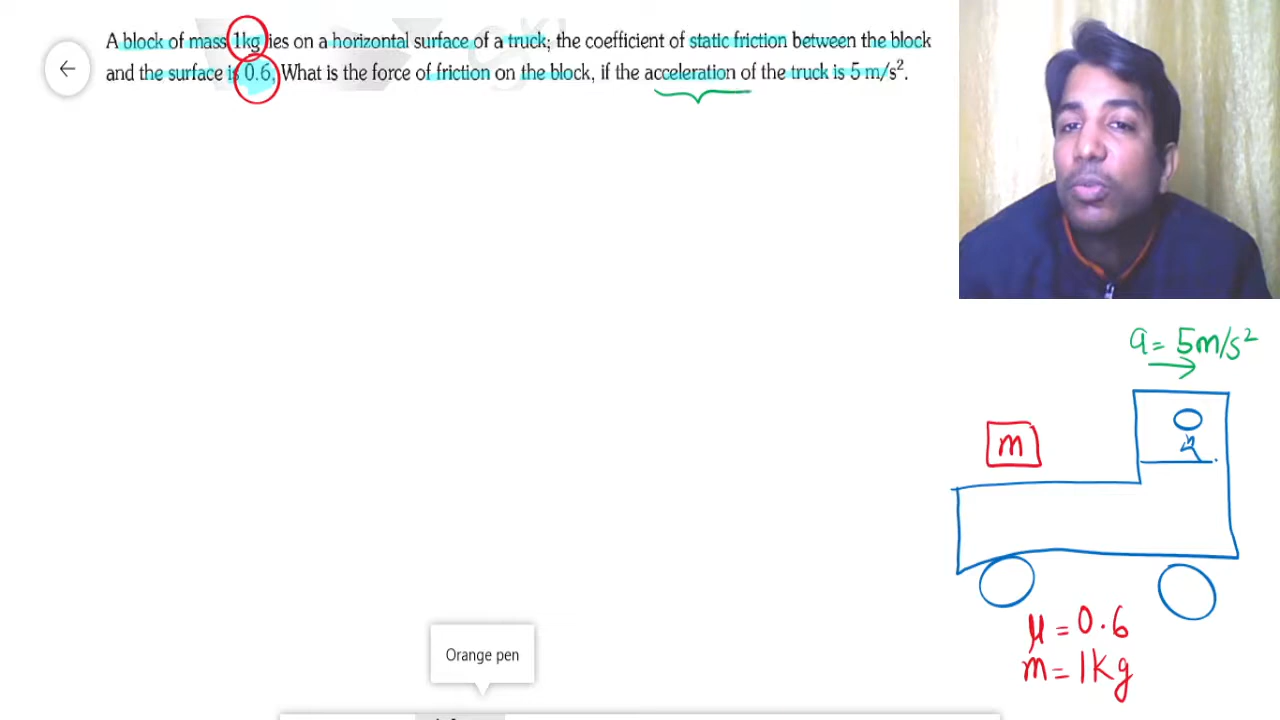 A block of mass 1kg lies on a horizontal surface of a truck; the coefficient of static friction between the block
and the surface is 0.6, What is the force of friction on the block, if the acceleration of the truck is 5 m/s².
a = 5m/s²
m
μ = 0.6
m = 1kg
Orange pen